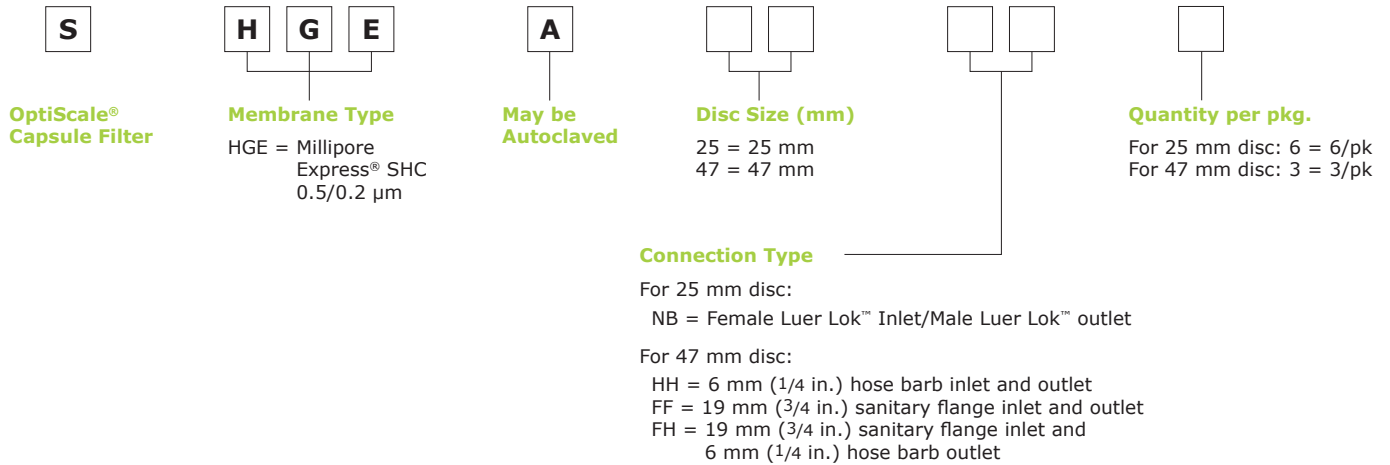 S H G E A
OptiScale®
Capsule Filter
Membrane Type
HGE = Millipore
Express® SHC
0.5/0.2 µm
May be
Autoclaved
Disc Size (mm)
25 = 25 mm
47 = 47 mm
Quantity per pkg.
For 25 mm disc: 6 = 6/pk
For 47 mm disc: 3 = 3/pk
Connection Type
For 25 mm disc:
NB = Female Luer Lok™ Inlet/Male Luer Lok™ outlet
For 47 mm disc:
HH = 6 mm (1/4 in.) hose barb inlet and outlet
FF = 19 mm (3/4 in.) sanitary flange inlet and outlet
FH = 19 mm (3/4 in.) sanitary flange inlet and
6 mm (1/4 in.) hose barb outlet